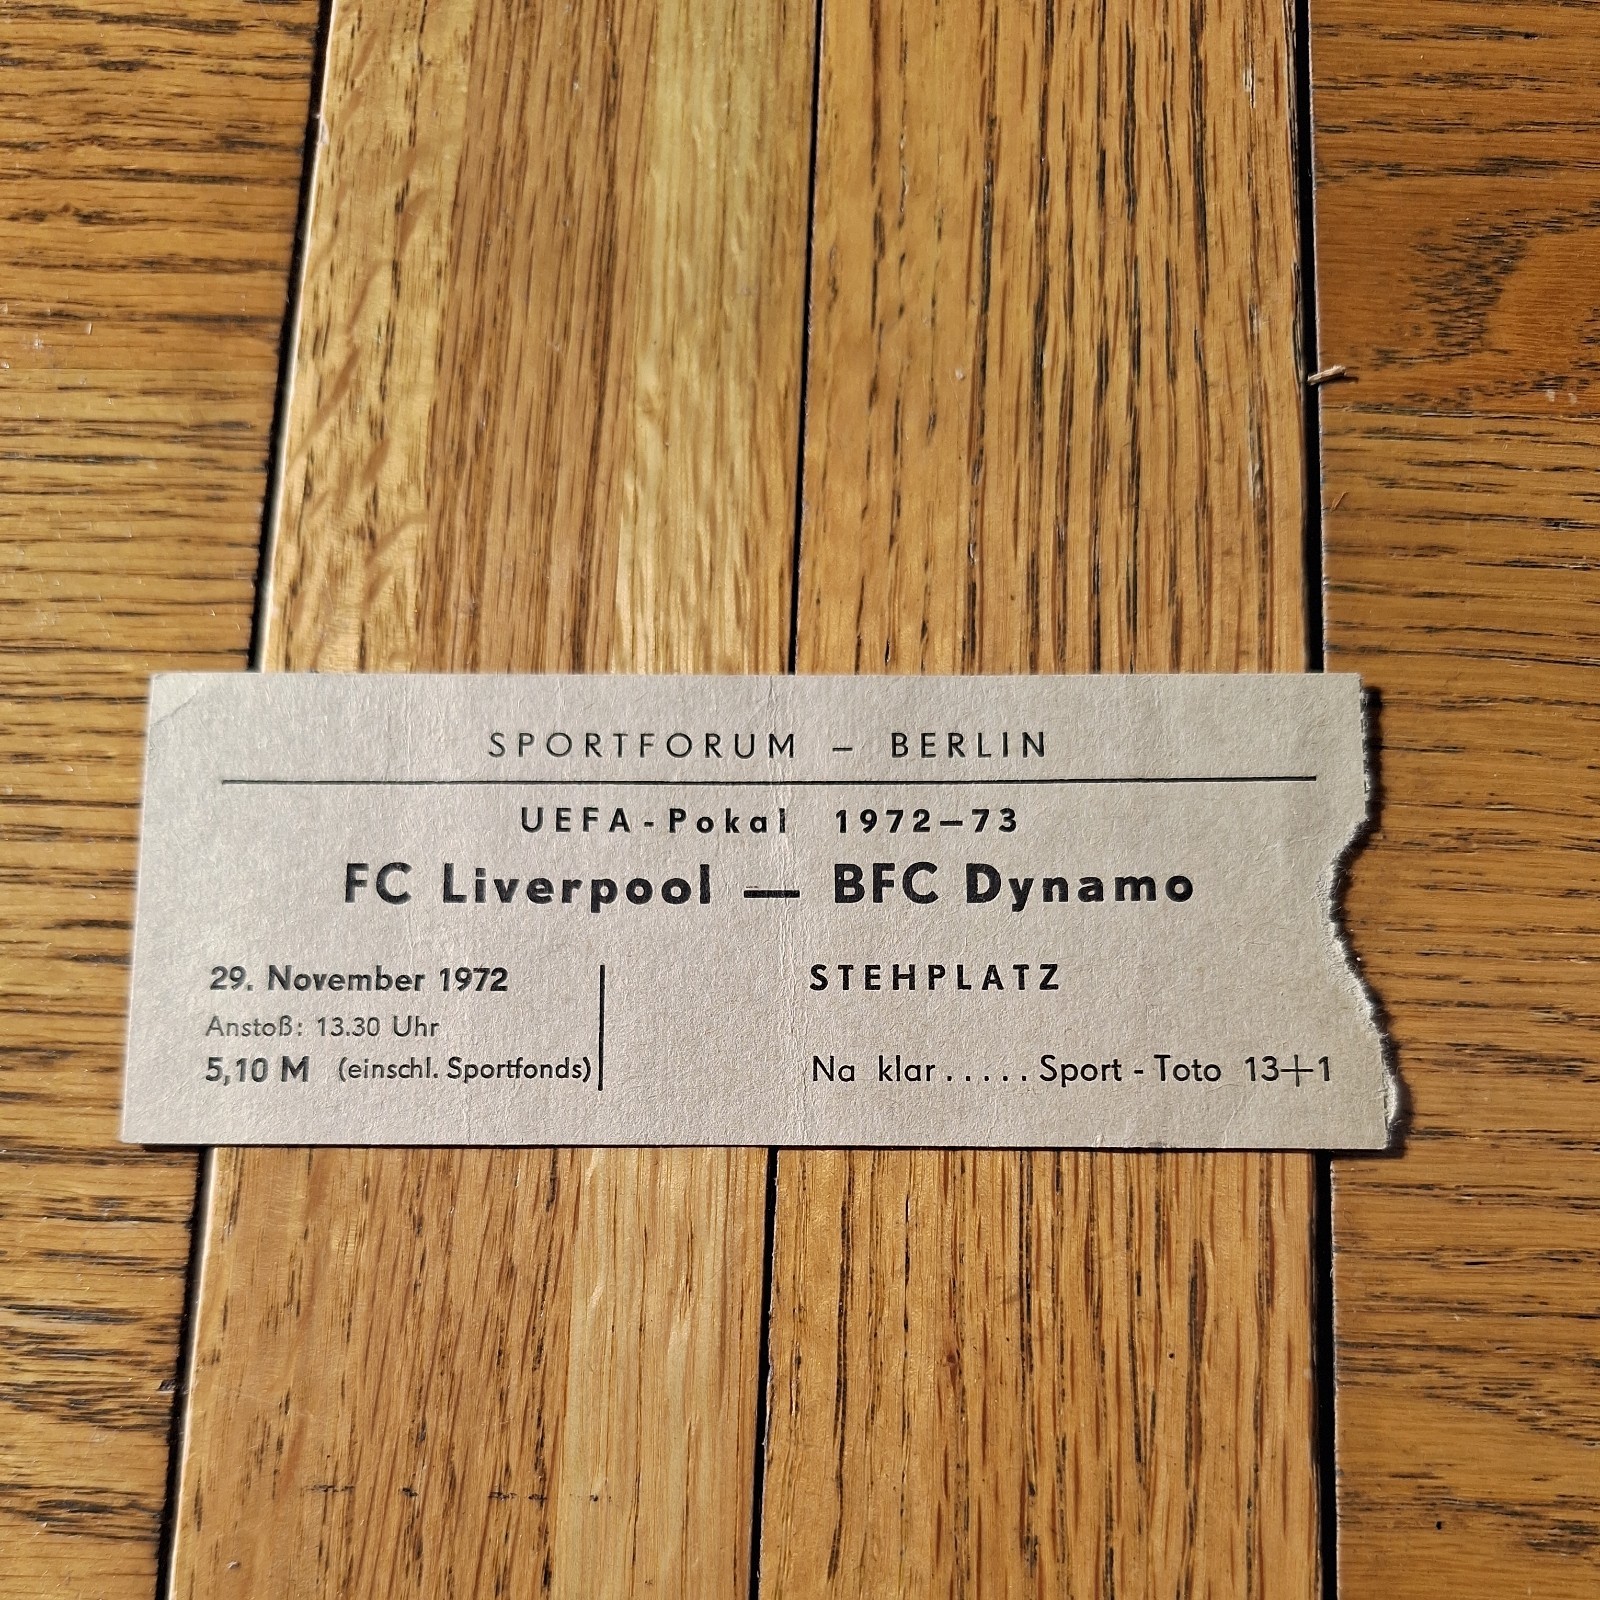 SPORTFORUM – BERLIN
UEFA-Pokal 1972–73
FC Liverpool — BFC Dynamo
29. November 1972
Anstoß: 13.30 Uhr
5,10 M (einschl. Sportfonds)
STEHPLATZ
Na klar.....Sport - Toto 13+1